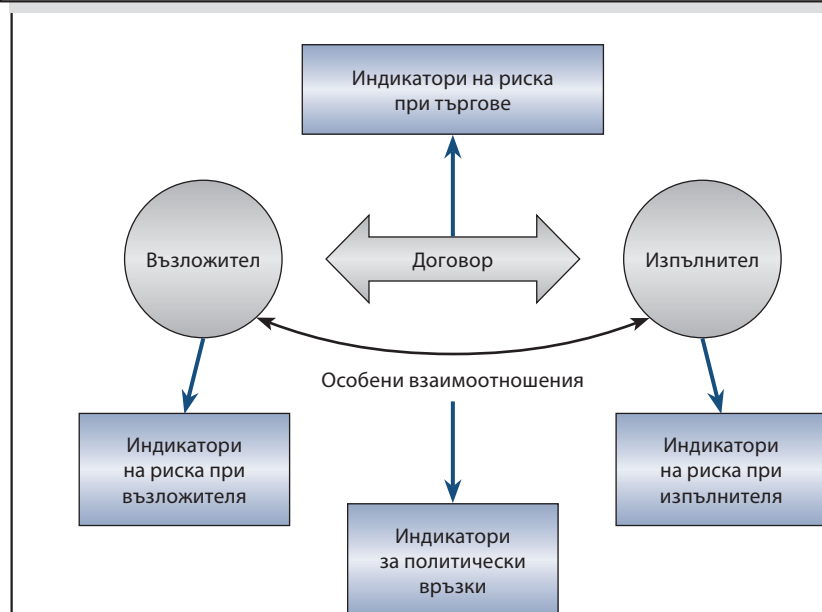 Индикатори на риска
при търгове
Възложител
Договор
Изпълнител
Особени взаимоотношения
Индикатори
на риска при
възложителя
Индикатори
на риска при
изпълнителя
Индикатори
за политически
връзки